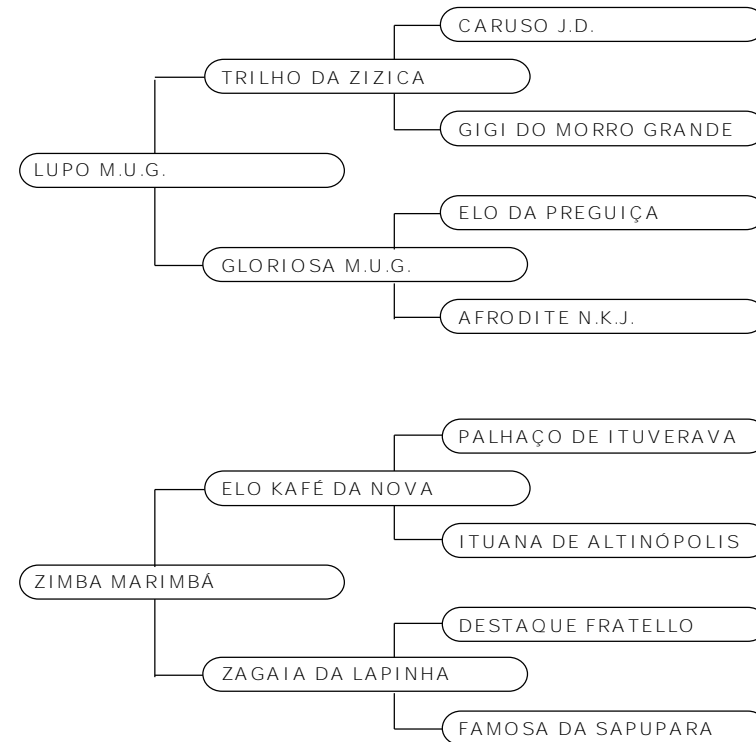 CARUSO J.D.
TRILHO DA ZIZICA
GIGI DO MORRO GRANDE
LUPO M.U.G.
ELO DA PREGUIÇA
GLORIOSA M.U.G.
AFRODITE N.K.J.
PALHAÇO DE ITUVERAVA
ELO KAFÉ DA NOVA
ITUANA DE ALTINÓPOLIS
ZIMBA MARIMBÁ
DESTAQUE FRATELLO
ZAGAIA DA LAPINHA
FAMOSA DA SAPUPARA